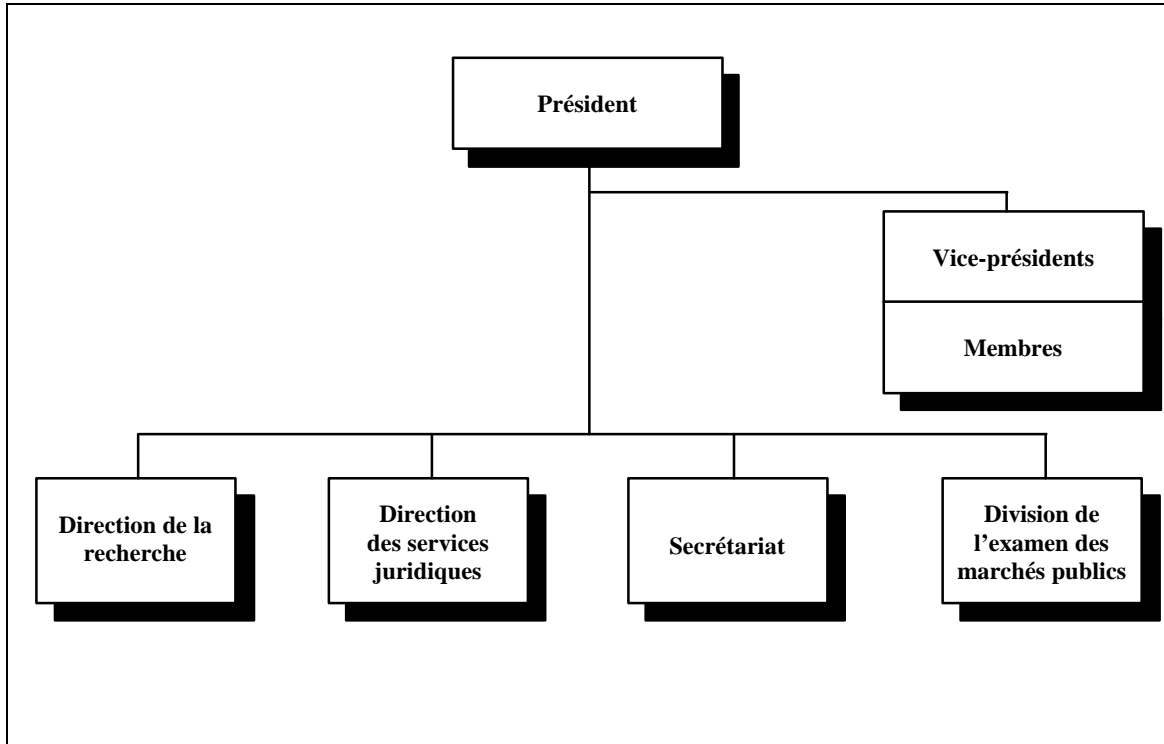 Président
Vice-présidents
Membres
Direction de la
recherche
Direction
des services
juridiques
Secrétariat
Division de
l’examen des
marchés publics